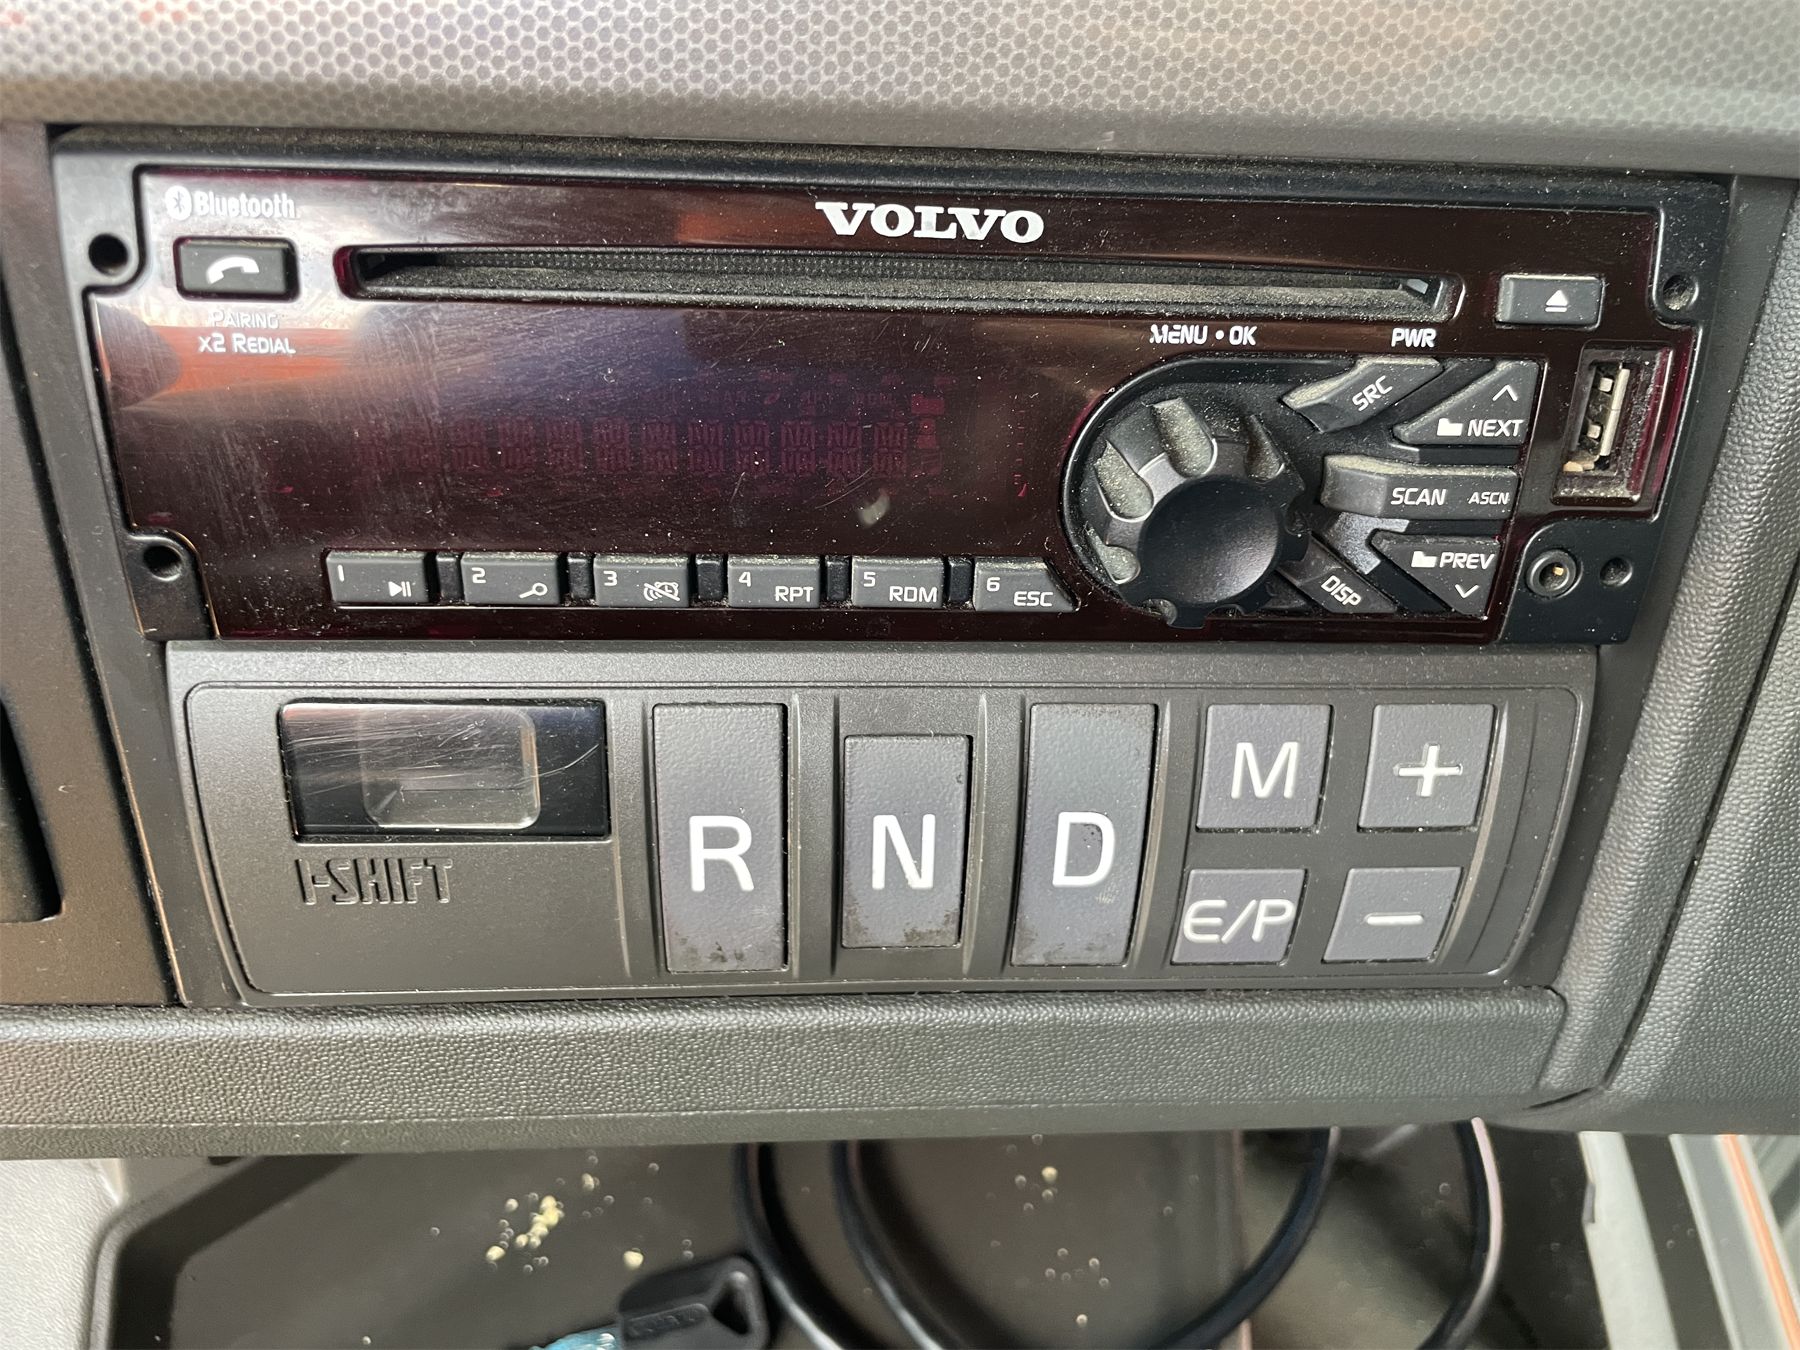 Bluetooth
VOLVO
PAIRING
X2 REDIAL
MENU • OK
PWR
SRC
NEXT
SCAN ASCN
PREV
DISP
1
2
3
4 RPT
5 RDM
6 ESC
I-SHIFT
R
N
D
M
+
E/P
−